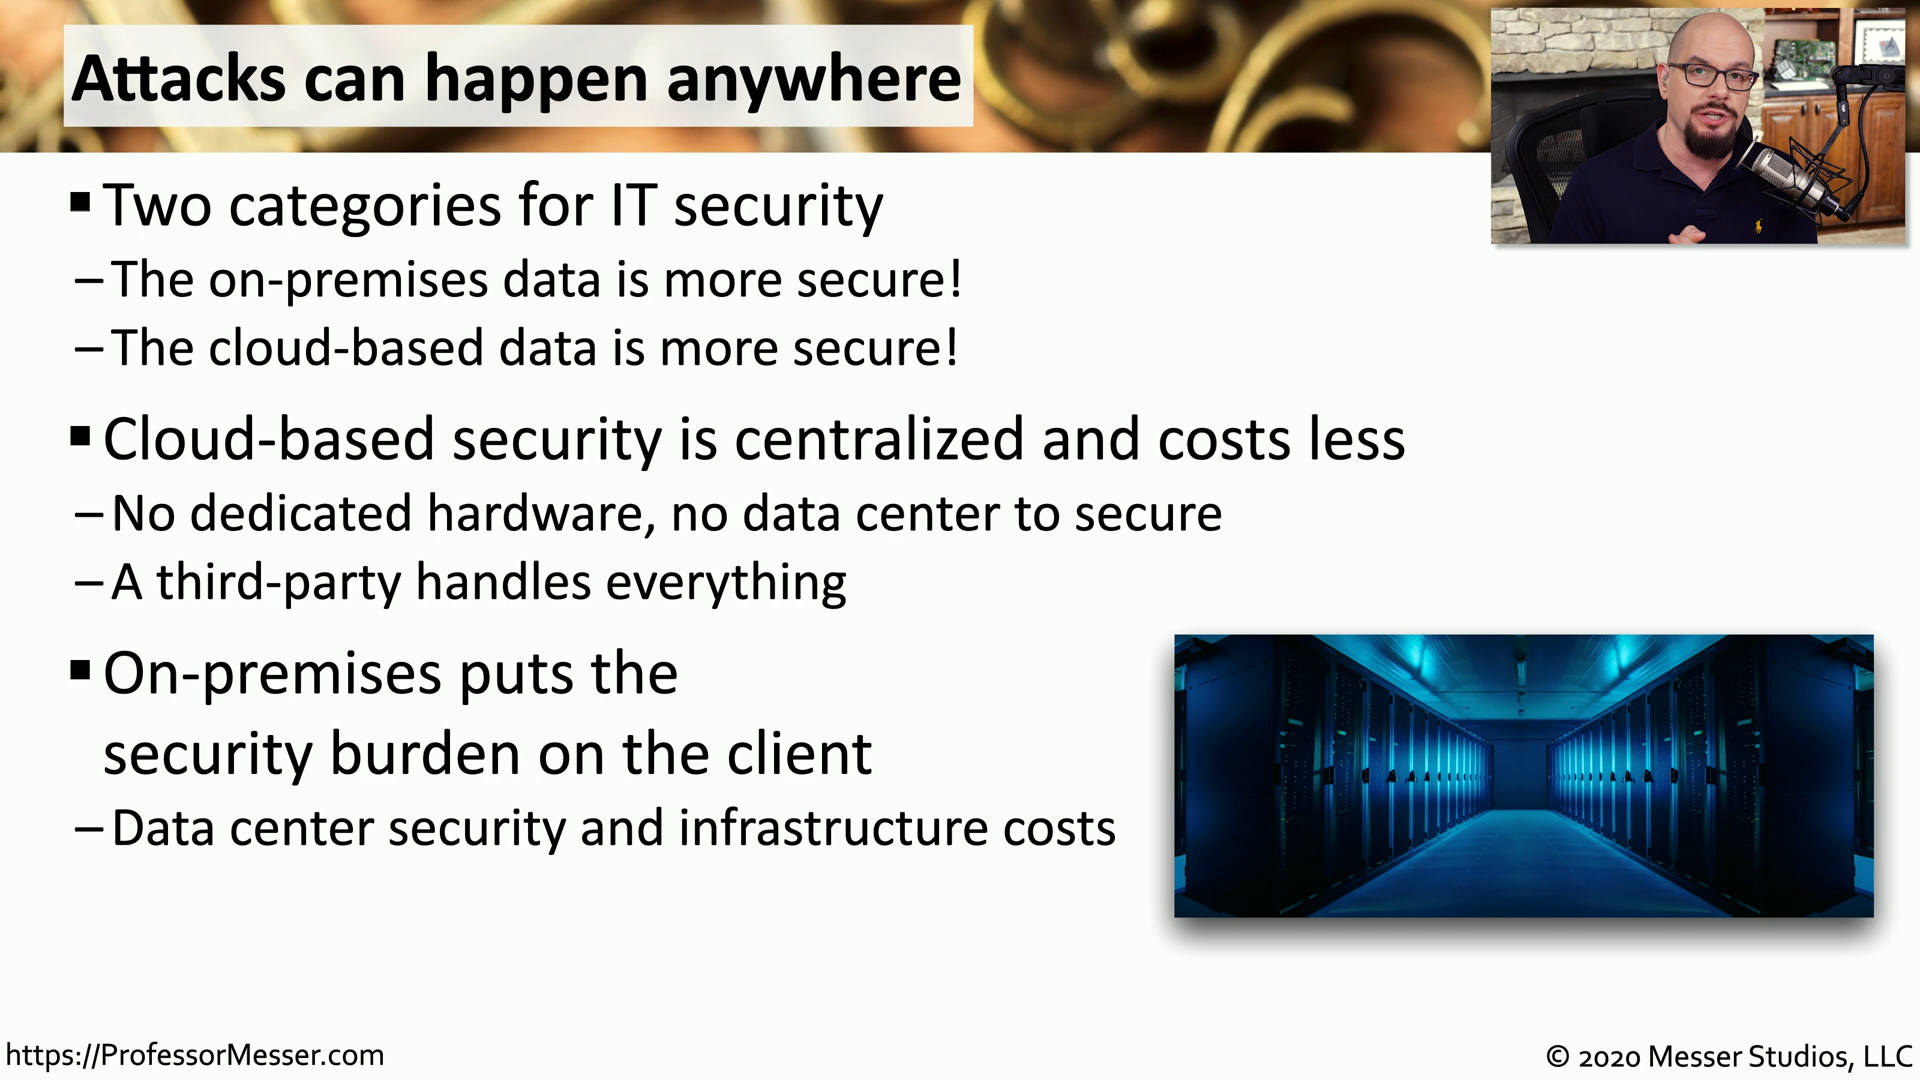 Attacks can happen anywhere
▪ Two categories for IT security
– The on-premises data is more secure!
– The cloud-based data is more secure!
▪ Cloud-based security is centralized and costs less
– No dedicated hardware, no data center to secure
– A third-party handles everything
▪ On-premises puts the
security burden on the client
– Data center security and infrastructure costs
https://ProfessorMesser.com
© 2020 Messer Studios, LLC